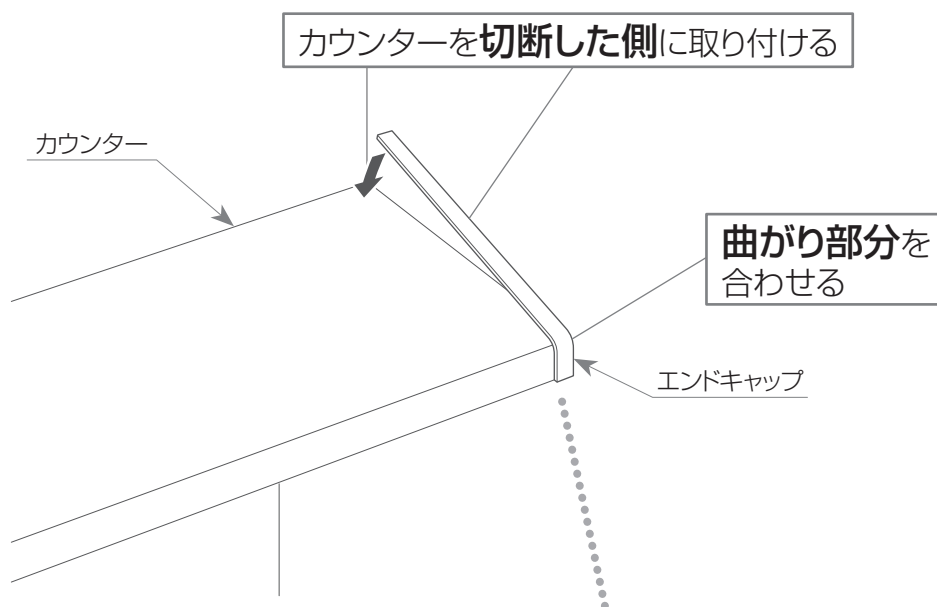 カウンターを切断した側に取り付ける
カウンター
曲がり部分を
合わせる
エンドキャップ